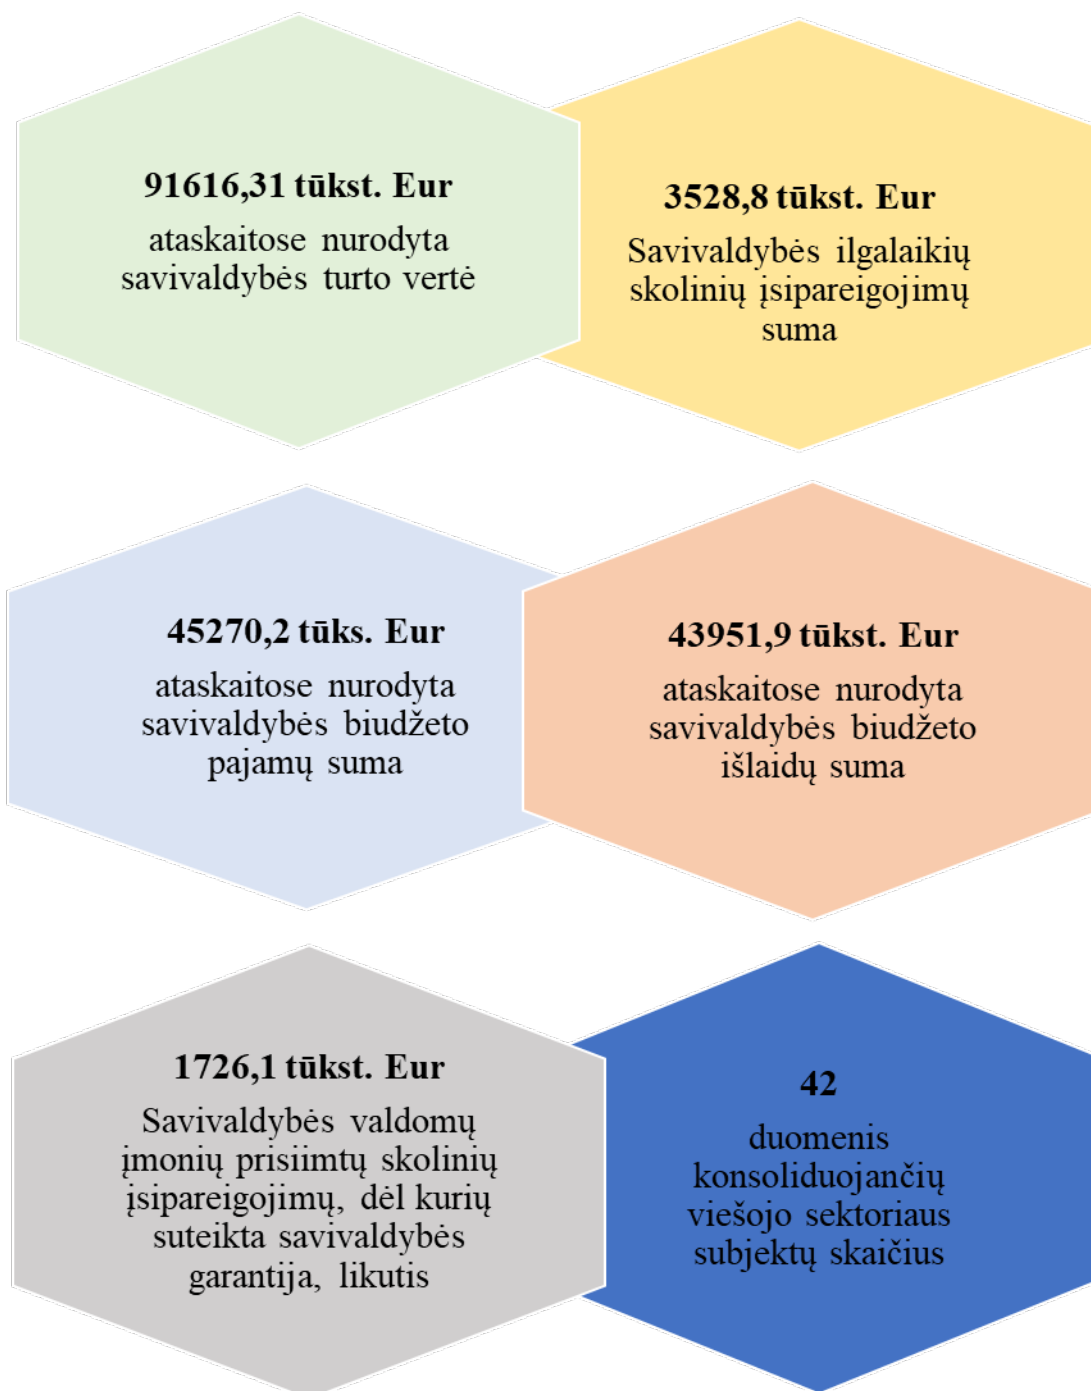 91616,31 tūkst. Eur
ataskaitose nurodyta
savivaldybės turto vertė
3528,8 tūkst. Eur
Savivaldybės ilgalaikių
skolinių įsipareigojimų
suma
45270,2 tūks. Eur
ataskaitose nurodyta
savivaldybės biudžeto
pajamų suma
43951,9 tūkst. Eur
ataskaitose nurodyta
savivaldybės biudžeto
išlaidų suma
1726,1 tūkst. Eur
Savivaldybės valdomų
įmonių prisiimtų skolinių
įsipareigojimų, dėl kurių
suteikta savivaldybės
garantija, likutis
42
duomenis
konsoliduojančių
viešojo sektoriaus
subjektų skaičius